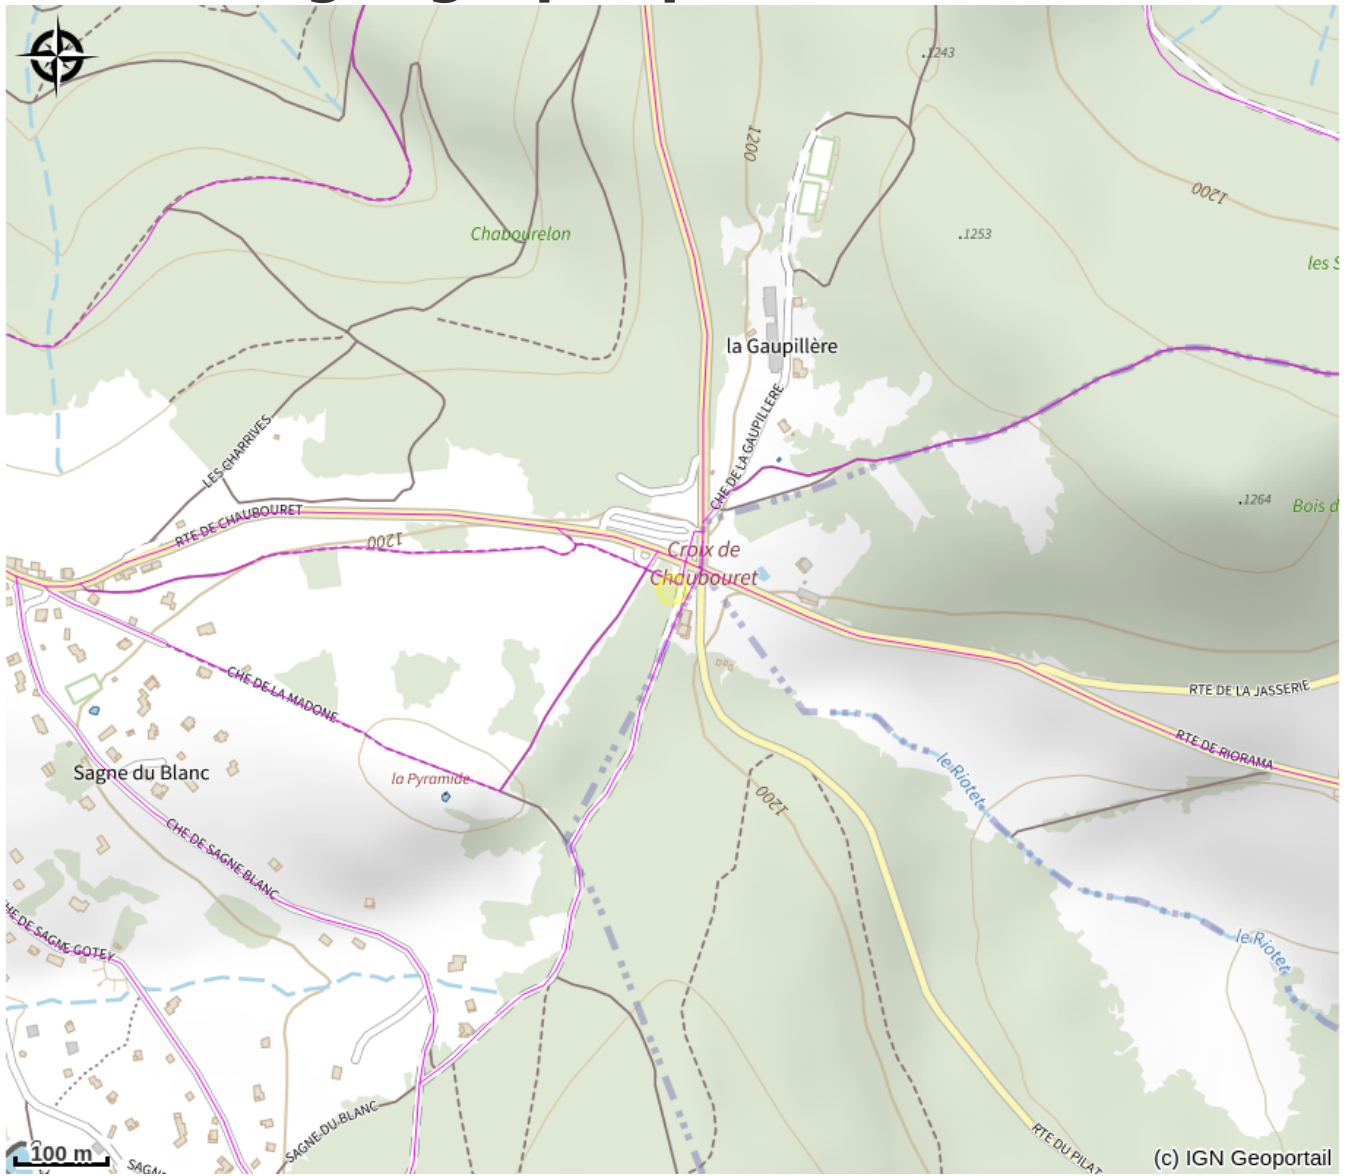 .1243
1200
1200
Chabourelon
.1253
les S
la Gaupillère
CHE DE LA GAUPILLERE
LES CHARRIVES
.1264
Bois d
RTE DE CHAUBOURET
1200
Croix de
Chaubouret
CHE DE LA MADONE
RTE DE LA JASSERIE
RTE DE RIORAMA
Sagne du Blanc
la Pyramide
le Riotet
1200
CHE DE SAGNE BLANC
HE DE SAGNE GOTEY
le Riotet
SAGNE-DU-BLANC
RTE DU PILAT
100 m
SAGN
(c) IGN Geoportail